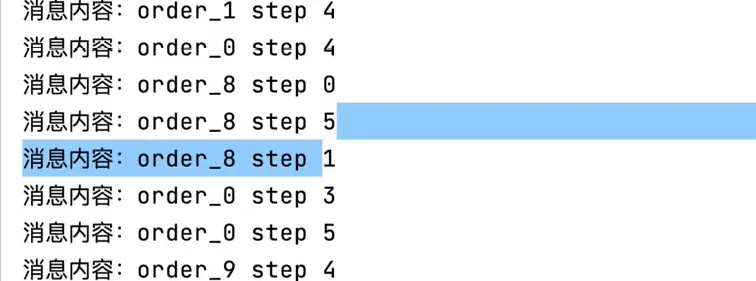 消息内容：order_1 step 4
消息内容：order_0 step 4
消息内容：order_8 step 0
消息内容：order_8 step 5
消息内容：order_8 step 1
消息内容：order_0 step 3
消息内容：order_0 step 5
消息内容：order_9 step 4